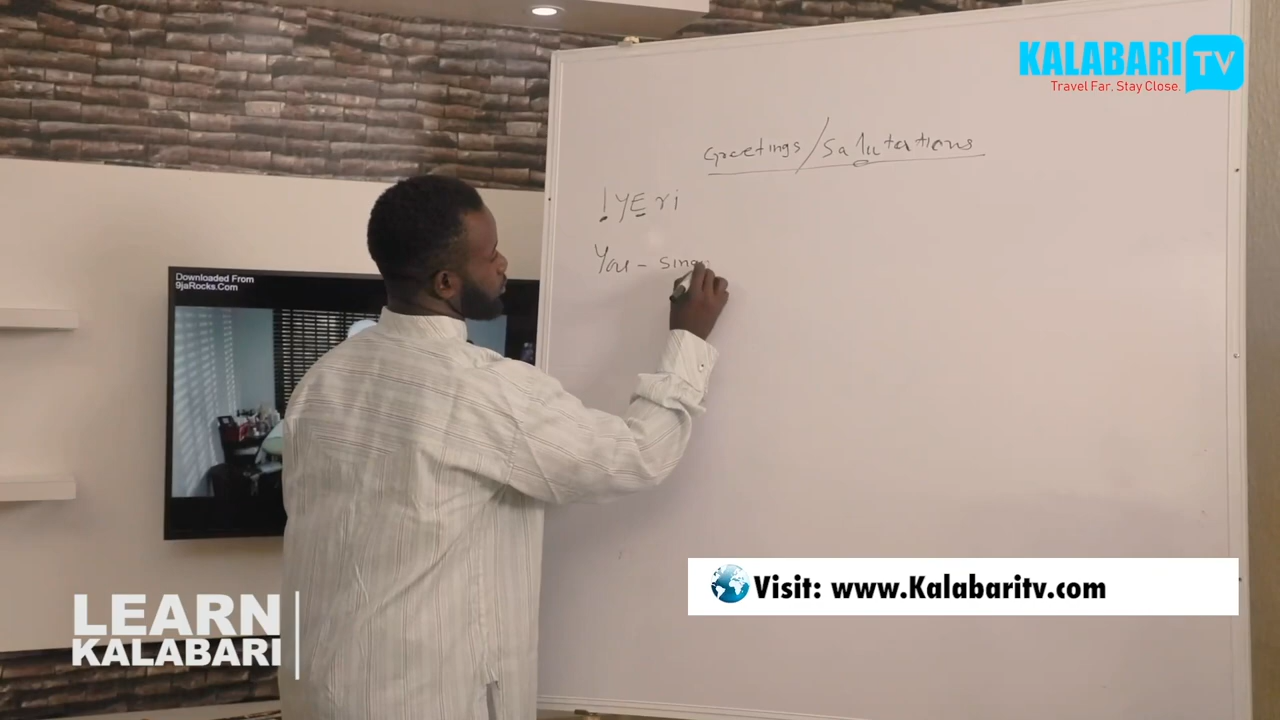 KALABARI TV
Travel Far. Stay Close.
Greetings/Salutations
ỊyẸri
You - sing
Downloaded From
9jaRocks.Com
Visit: www.Kalabaritv.com
LEARN
KALABARI